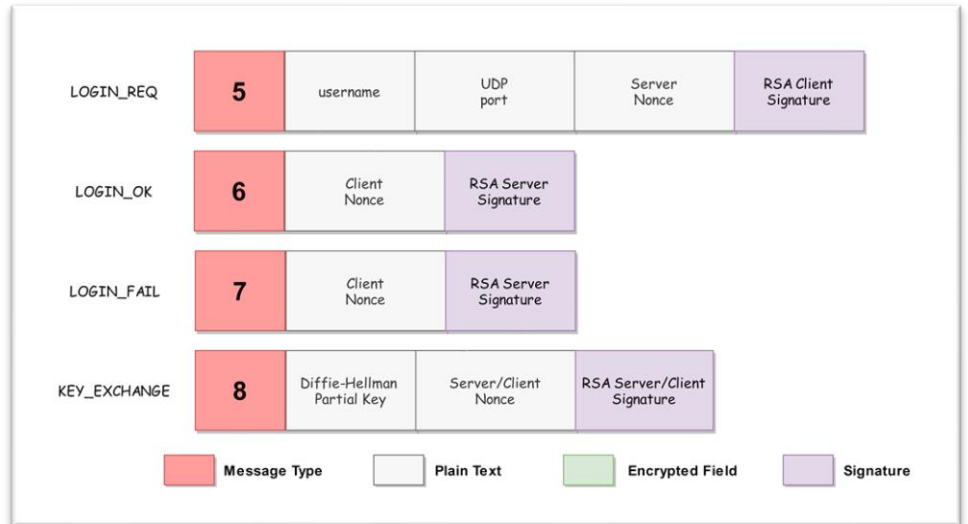 LOGIN_REQ
5
username
UDP
port
Server
Nonce
RSA Client
Signature
LOGIN_OK
6
Client
Nonce
RSA Server
Signature
LOGIN_FAIL
7
Client
Nonce
RSA Server
Signature
KEY_EXCHANGE
8
Diffie-Hellman
Partial Key
Server/Client
Nonce
RSA Server/Client
Signature
Message Type
Plain Text
Encrypted Field
Signature